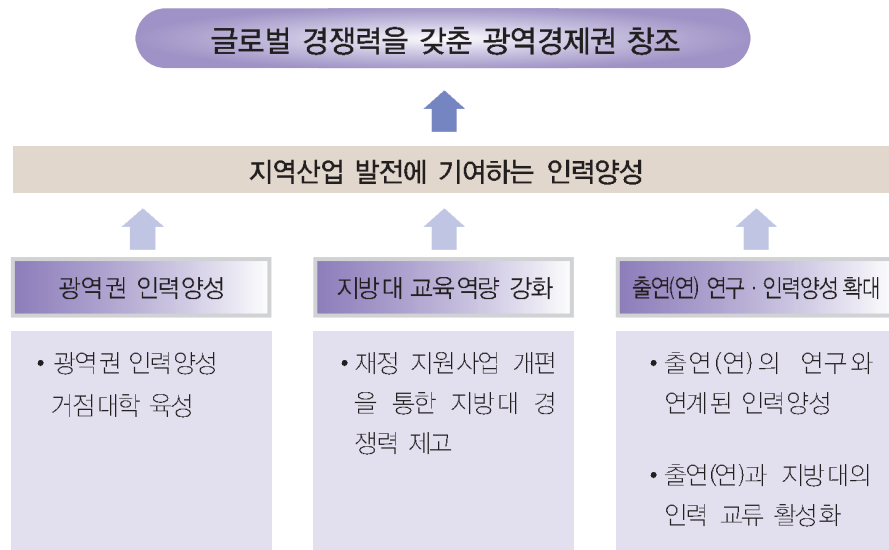 글로벌 경쟁력을 갖춘 광역경제권 창조
지역산업 발전에 기여하는 인력양성
광역권 인력양성
• 광역권 인력양성
거점대학 육성
지방대 교육역량 강화
• 재정 지원사업 개편
을 통한 지방대 경
쟁력 제고
출연(연) 연구 · 인력양성 확대
• 출연(연)의 연구와
연계된 인력양성
• 출연(연)과 지방대의
인력 교류 활성화